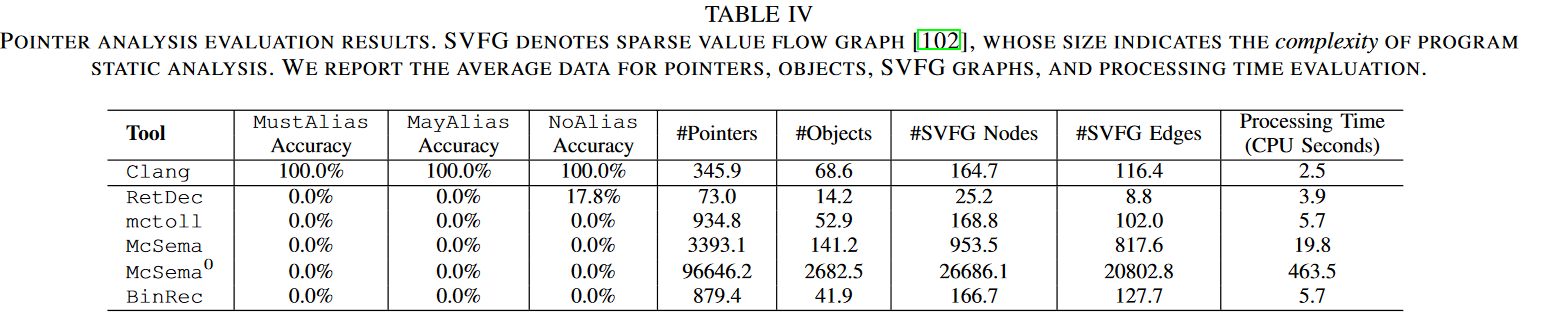 TABLE IV
POINTER ANALYSIS EVALUATION RESULTS. SVFG DENOTES SPARSE VALUE FLOW GRAPH [102], WHOSE SIZE INDICATES THE complexity OF PROGRAM
STATIC ANALYSIS. WE REPORT THE AVERAGE DATA FOR POINTERS, OBJECTS, SVFG GRAPHS, AND PROCESSING TIME EVALUATION.
Tool MustAlias Accuracy MayAlias Accuracy NoAlias Accuracy #Pointers #Objects #SVFG Nodes #SVFG Edges Processing Time (CPU Seconds)
Clang 100.0% 100.0% 100.0% 345.9 68.6 164.7 116.4 2.5
RetDec 0.0% 0.0% 17.8% 73.0 14.2 25.2 8.8 3.9
mctoll 0.0% 0.0% 0.0% 934.8 52.9 168.8 102.0 5.7
McSema 0.0% 0.0% 0.0% 3393.1 141.2 953.5 817.6 19.8
McSema⁰ 0.0% 0.0% 0.0% 96646.2 2682.5 26686.1 20802.8 463.5
BinRec 0.0% 0.0% 0.0% 879.4 41.9 166.7 127.7 5.7